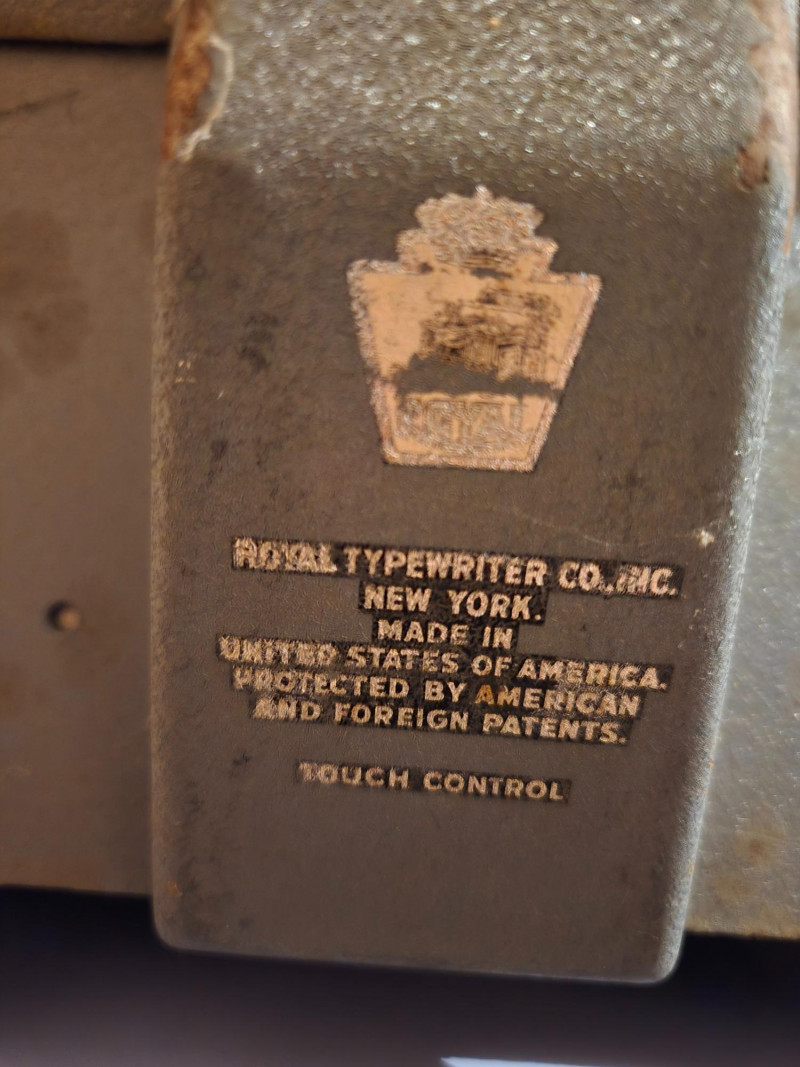 ROYAL
ROYAL TYPEWRITER CO., INC.
NEW YORK.
MADE IN
UNITED STATES OF AMERICA.
PROTECTED BY AMERICAN
AND FOREIGN PATENTS.
TOUCH CONTROL